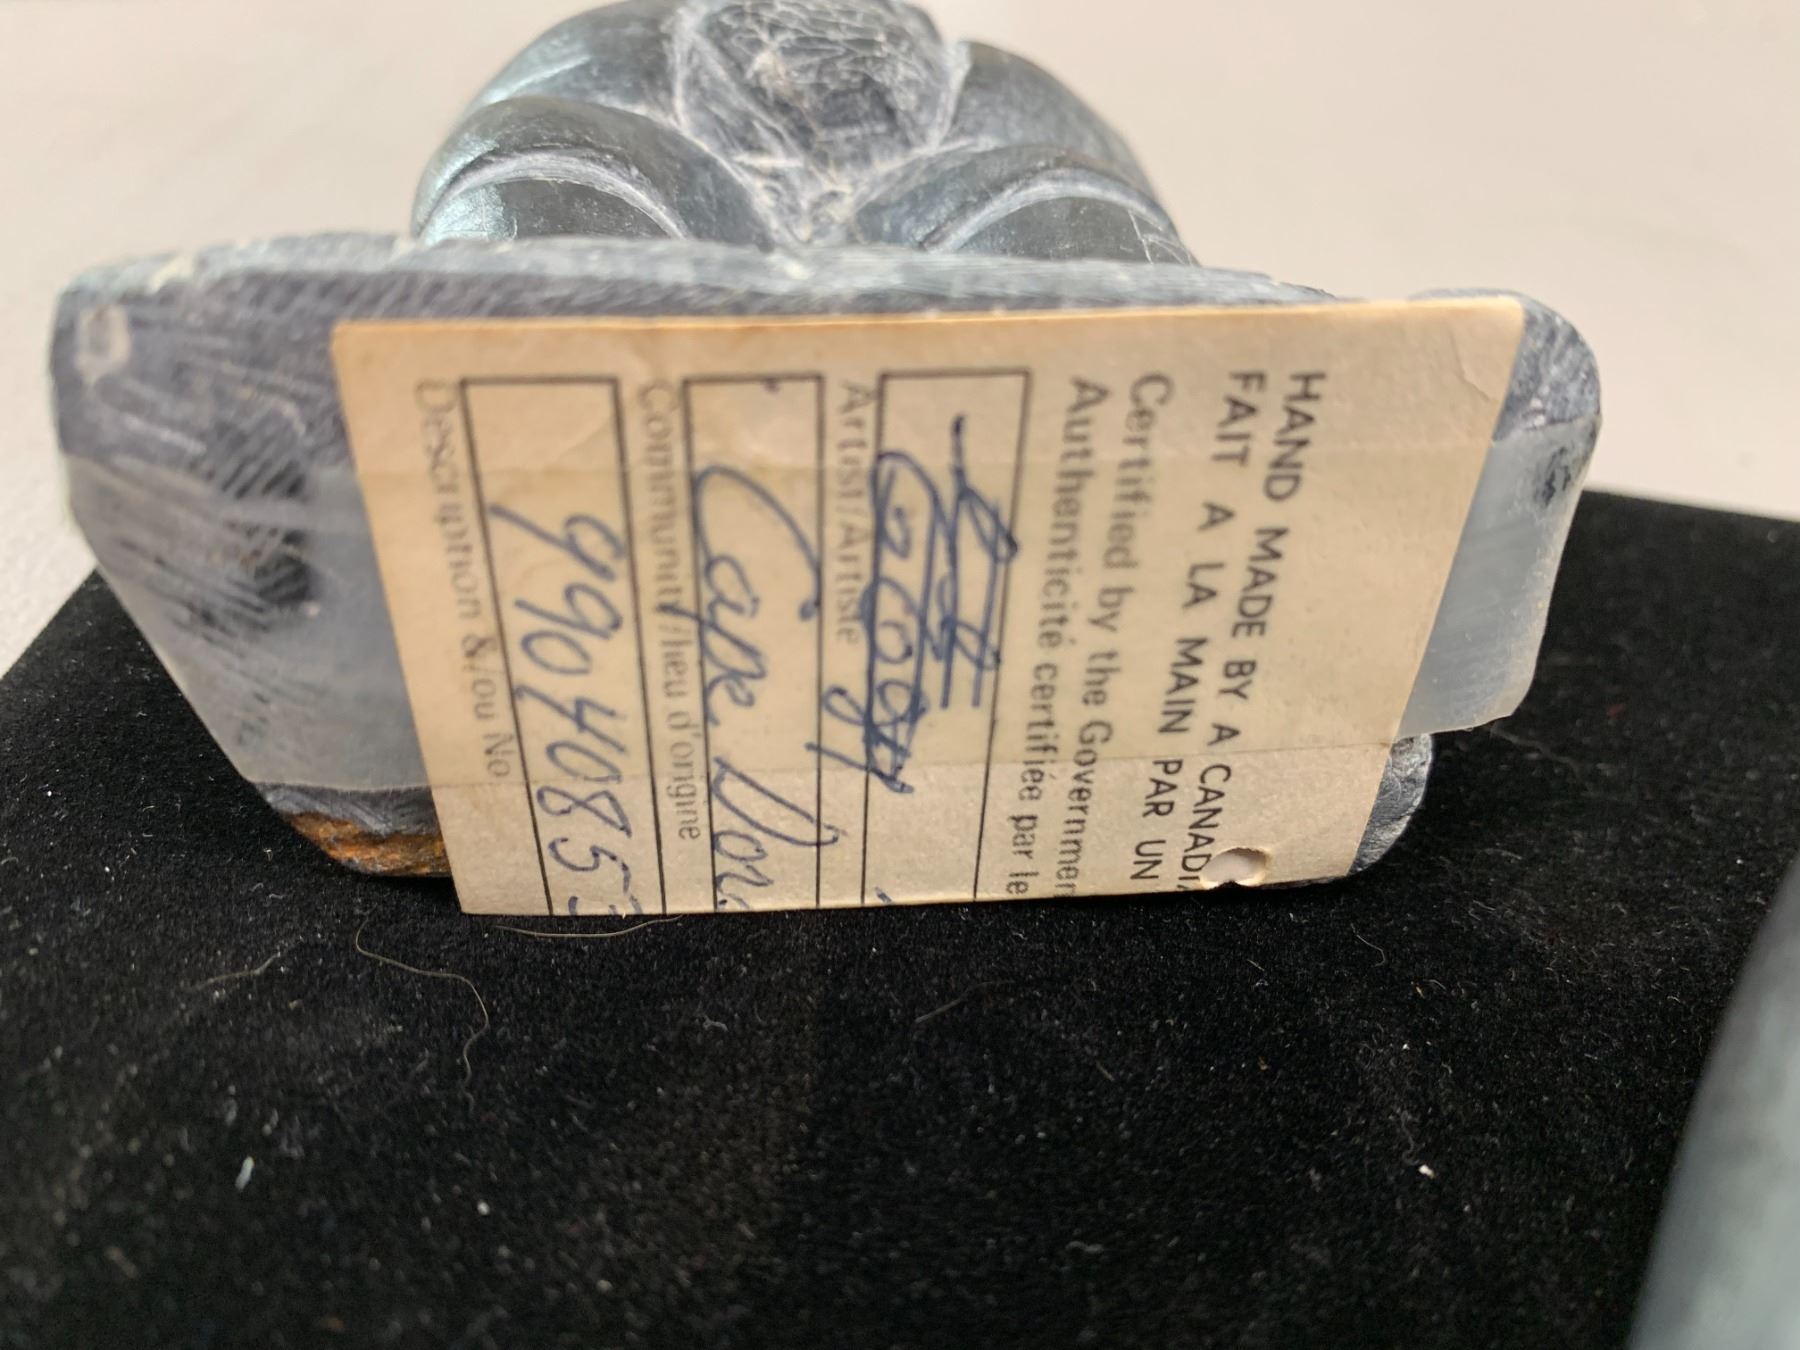 HAND MADE BY A CANADI
FAIT A LA MAIN PAR UN
Certified by the Governmen
Authenticité certifiée par le
Artist/Artiste
Cape Dor
Community/lieu d'origine
9904085
Description &/ou No